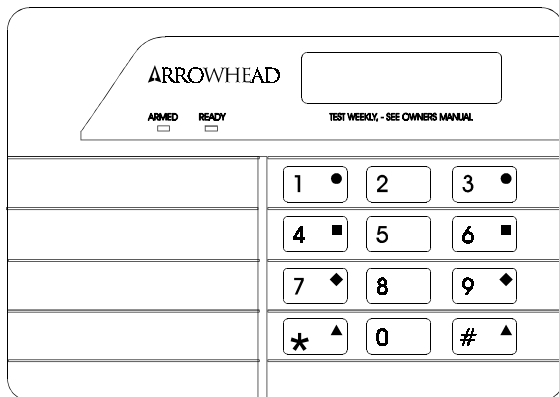 ARROWHEAD
ARMED READY
TEST WEEKLY, - SEE OWNERS MANUAL
1 ● 2 3 ●
4 ■ 5 6 ■
7 ◆ 8 9 ◆
* ▲ 0 # ▲